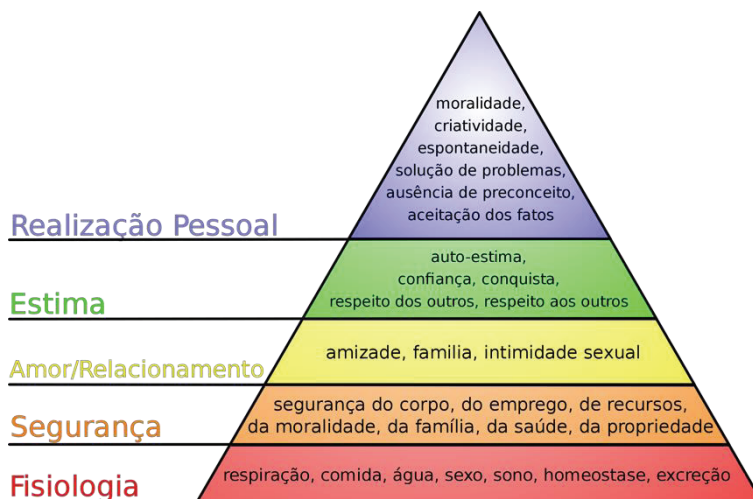 moralidade,
criatividade,
espontaneidade,
solução de problemas,
ausência de preconceito,
aceitação dos fatos
Realização Pessoal
auto-estima,
confiança, conquista,
respeito dos outros, respeito aos outros
Estima
amizade, família, intimidade sexual
Amor/Relacionamento
segurança do corpo, do emprego, de recursos,
da moralidade, da família, da saúde, da propriedade
Segurança
respiração, comida, água, sexo, sono, homeostase, excreção
Fisiologia